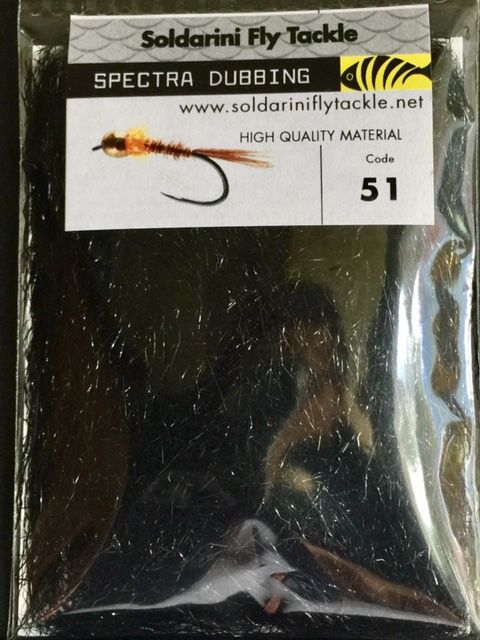 Soldarini Fly Tackle
SPECTRA DUBBING
www.soldariniflytackle.net
HIGH QUALITY MATERIAL
Code
51